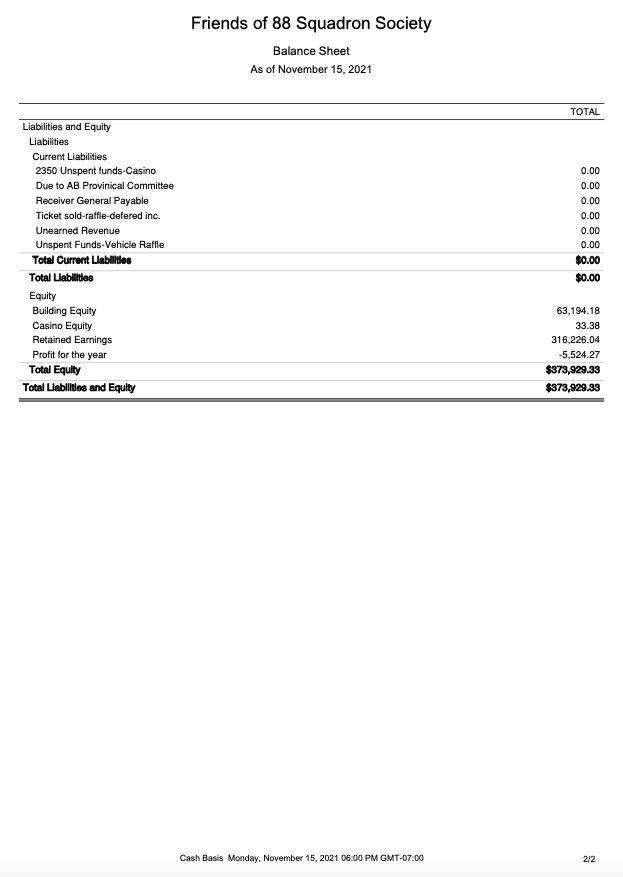 Friends of 88 Squadron Society
Balance Sheet
As of November 15, 2021
TOTAL
Liabilities and Equity
Liabilities
Current Liabilities
2350 Unspent funds-Casino 0.00
Due to AB Provinical Committee 0.00
Receiver General Payable 0.00
Ticket sold-raffle-defered inc. 0.00
Unearned Revenue 0.00
Unspent Funds-Vehicle Raffle 0.00
Total Current Liabilities $0.00
Total Liabilities $0.00
Equity
Building Equity 63,194.18
Casino Equity 33.38
Retained Earnings 316,226.04
Profit for the year -5,524.27
Total Equity $373,929.33
Total Liabilities and Equity $373,929.33
Cash Basis Monday, November 15, 2021 06:00 PM GMT-07:00 2/2